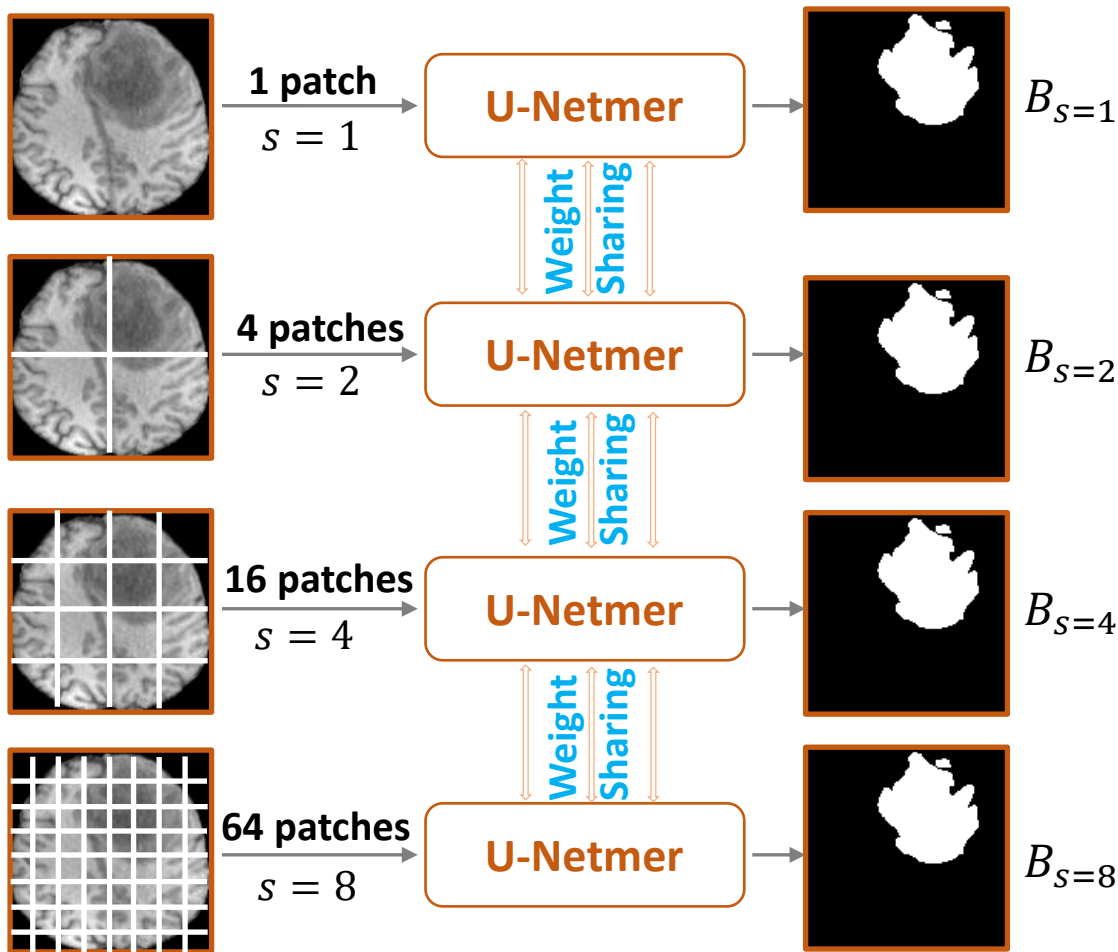 1 patch
s = 1
U-Netmer
B_{s=1}
Weight
Sharing
4 patches
s = 2
U-Netmer
B_{s=2}
Weight
Sharing
16 patches
s = 4
U-Netmer
B_{s=4}
Weight
Sharing
64 patches
s = 8
U-Netmer
B_{s=8}